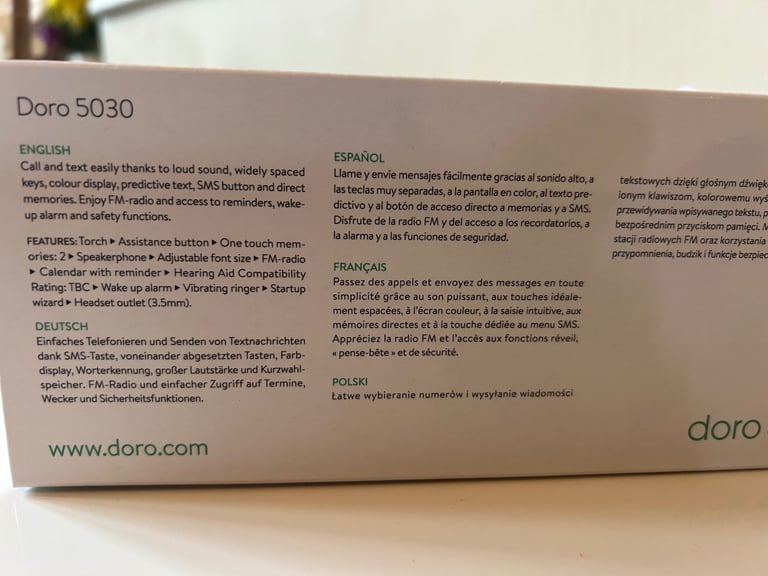 Doro 5030
ENGLISH
Call and text easily thanks to loud sound, widely spaced
keys, colour display, predictive text, SMS button and direct
memories. Enjoy FM-radio and access to reminders, wake-
up alarm and safety functions.
FEATURES: Torch ▸ Assistance button ▸ One touch mem-
ories: 2 ▸ Speakerphone ▸ Adjustable font size ▸ FM-radio
▸ Calendar with reminder ▸ Hearing Aid Compatibility
Rating: TBC ▸ Wake up alarm ▸ Vibrating ringer ▸ Startup
wizard ▸ Headset outlet (3.5mm).
DEUTSCH
Einfaches Telefonieren und Senden von Textnachrichten
dank SMS-Taste, voneinander abgesetzten Tasten, Farb-
display, Worterkennung, großer Lautstärke und Kurzwahl-
speicher. FM-Radio und einfacher Zugriff auf Termine,
Wecker und Sicherheitsfunktionen.
www.doro.com
ESPAÑOL
Llame y envíe mensajes fácilmente gracias al sonido alto, a
las teclas muy separadas, a la pantalla en color, al texto pre-
dictivo y al botón de acceso directo a memorias y a SMS.
Disfrute de la radio FM y del acceso a los recordatorios, a
la alarma y a las funciones de seguridad.
FRANÇAIS
Passez des appels et envoyez des messages en toute
simplicité grâce au son puissant, aux touches idéale-
ment espacées, à l'écran couleur, à la saisie intuitive, aux
mémoires directes et à la touche dédiée au menu SMS.
Appréciez la radio FM et l'accès aux fonctions réveil,
« pense-bête » et de sécurité.
POLSKI
Łatwe wybieranie numerów i wysyłanie wiadomości
tekstowych dzięki głośnym dźwięk
ionym klawiszom, kolorowemu wyś
przewidywania wpisywanego tekstu, p
bezpośrednim przyciskom pamięci. M
stacji radiowych FM oraz korzystania
przypomnienia, budzik i funkcje bezpiec
doro